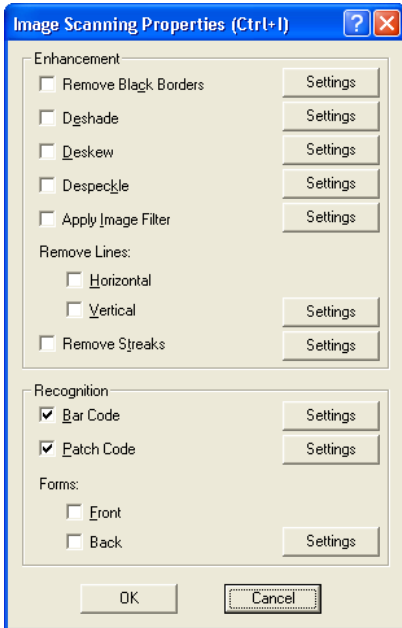 Image Scanning Properties (Ctrl+I) ?
Enhancement
Remove Black Borders Settings
Deshade Settings
Deskew Settings
Despeckle Settings
Apply Image Filter Settings
Remove Lines:
Horizontal
Vertical Settings
Remove Streaks Settings
Recognition
Bar Code Settings
Patch Code Settings
Forms:
Front
Back Settings
OK Cancel